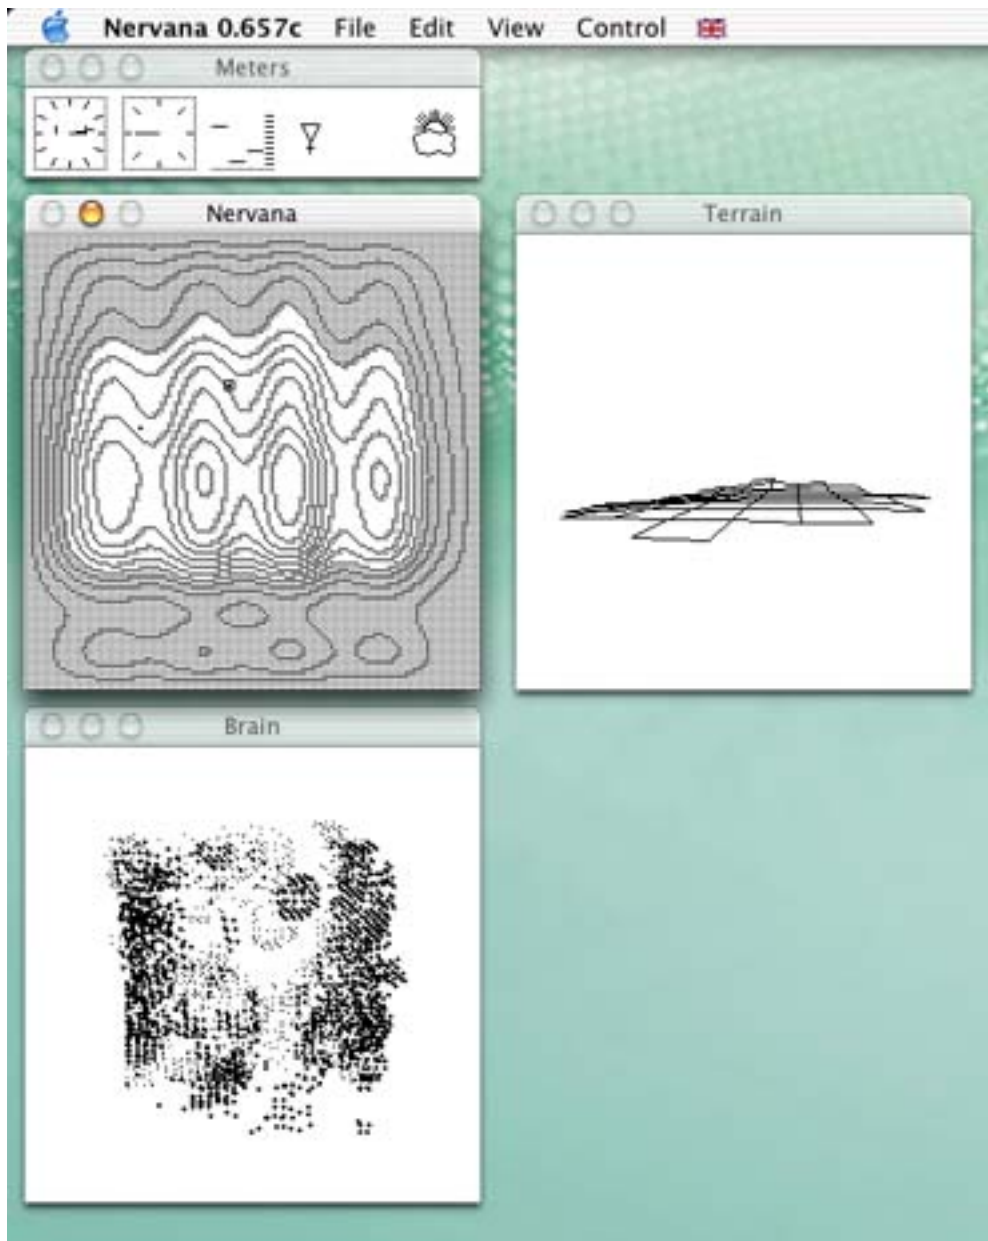 Nervana 0.657c File Edit View Control
Meters
Nervana
Terrain
Brain